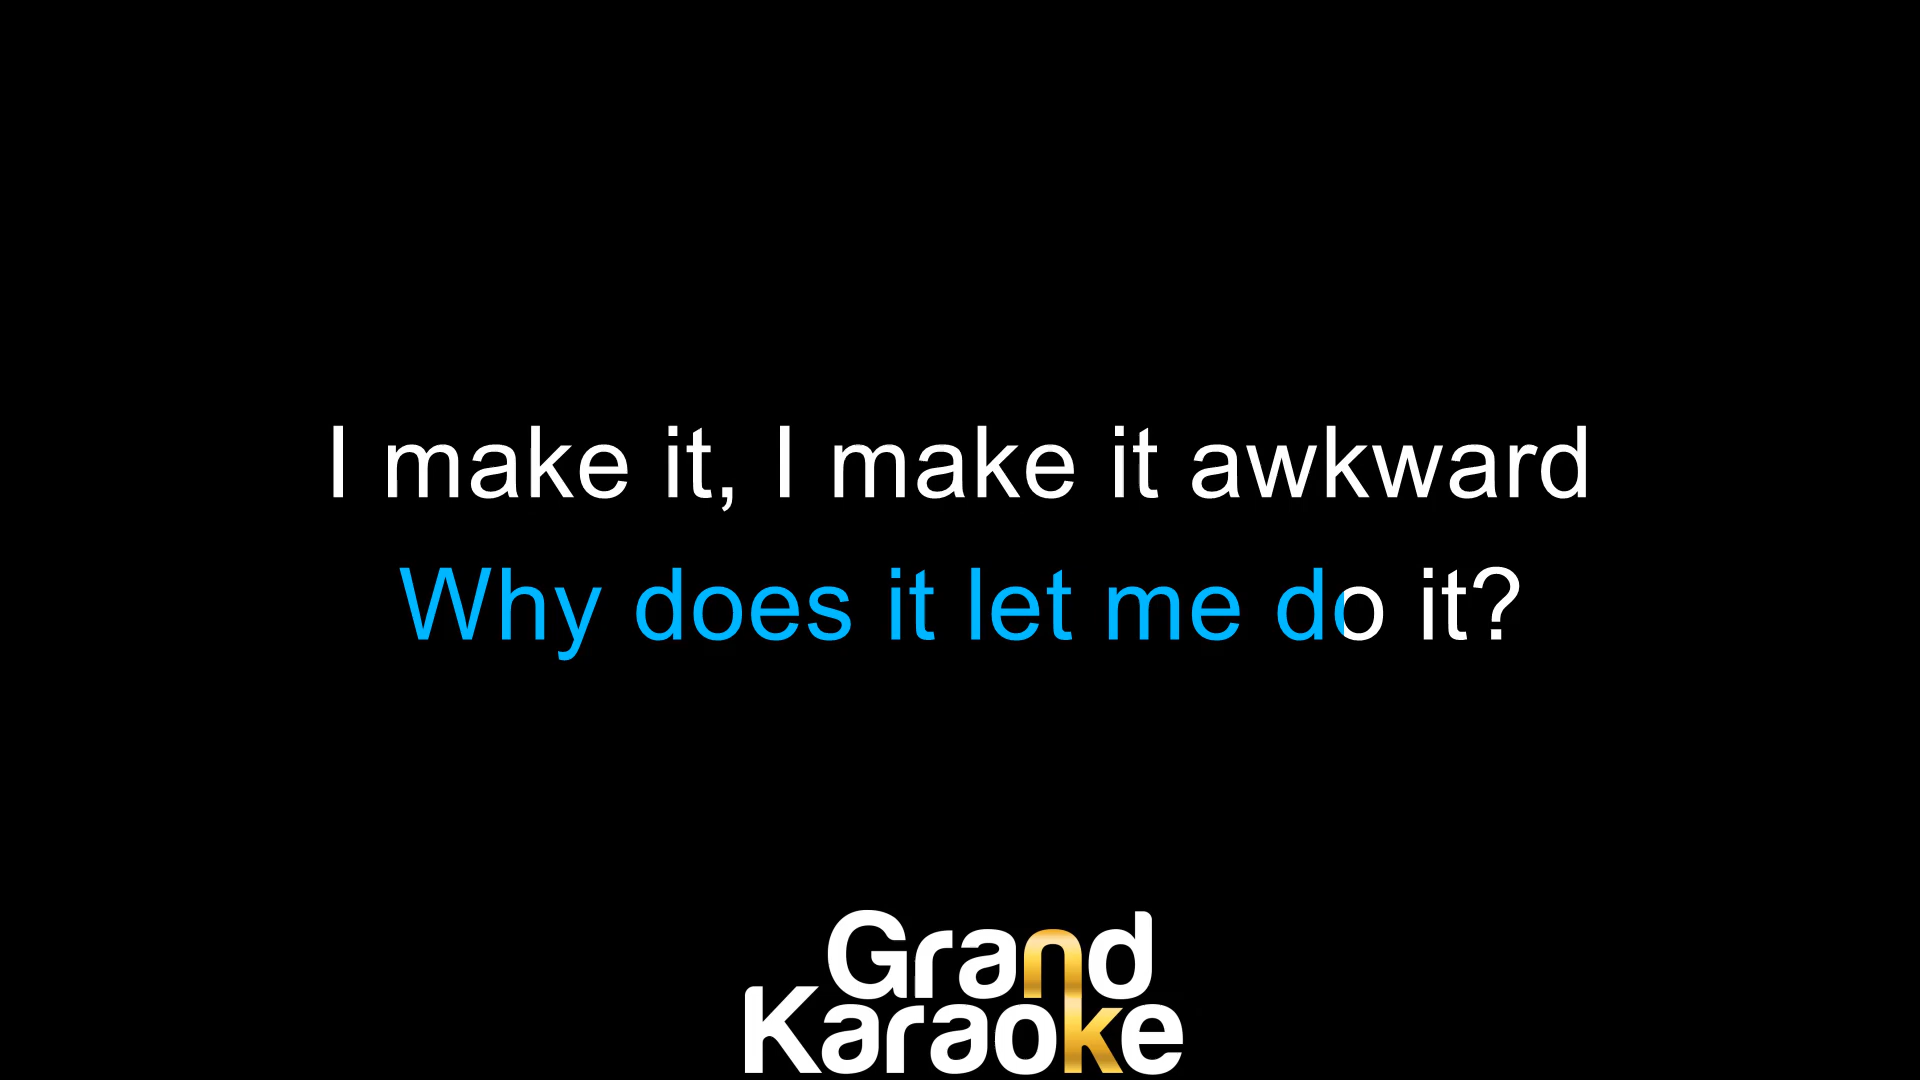 I make it, I make it awkward
Why does it let me do it?
Grand
Karaoke